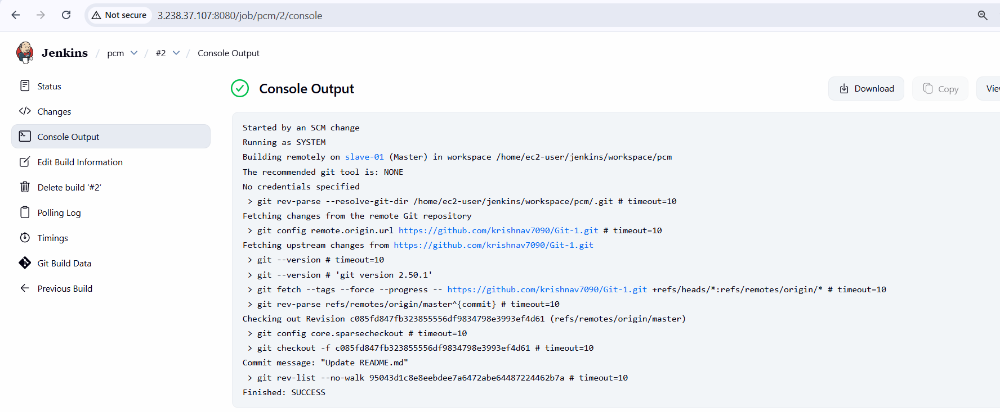 Not secure 3.238.37.107:8080/job/pcm/2/console
Jenkins / pcm / #2 / Console Output
Status
Changes
Console Output
Edit Build Information
Delete build ‘#2’
Polling Log
Timings
Git Build Data
Previous Build
Console Output
Download
Copy
Started by an SCM change
Running as SYSTEM
Building remotely on slave-01 (Master) in workspace /home/ec2-user/jenkins/workspace/pcm
The recommended git tool is: NONE
No credentials specified
> git rev-parse --resolve-git-dir /home/ec2-user/jenkins/workspace/pcm/.git # timeout=10
Fetching changes from the remote Git repository
> git config remote.origin.url https://github.com/krishnav7090/Git-1.git # timeout=10
Fetching upstream changes from https://github.com/krishnav7090/Git-1.git
> git --version # timeout=10
> git --version # 'git version 2.50.1'
> git fetch --tags --force --progress -- https://github.com/krishnav7090/Git-1.git +refs/heads/*:refs/remotes/origin/* # timeout=10
> git rev-parse refs/remotes/origin/master^{commit} # timeout=10
Checking out Revision c085fd847fb323855556df9834798e3993ef4d61 (refs/remotes/origin/master)
> git config core.sparsecheckout # timeout=10
> git checkout -f c085fd847fb323855556df9834798e3993ef4d61 # timeout=10
Commit message: "Update README.md"
> git rev-list --no-walk 95043d1c8e8eebdee7a6472abe64487224462b7a # timeout=10
Finished: SUCCESS